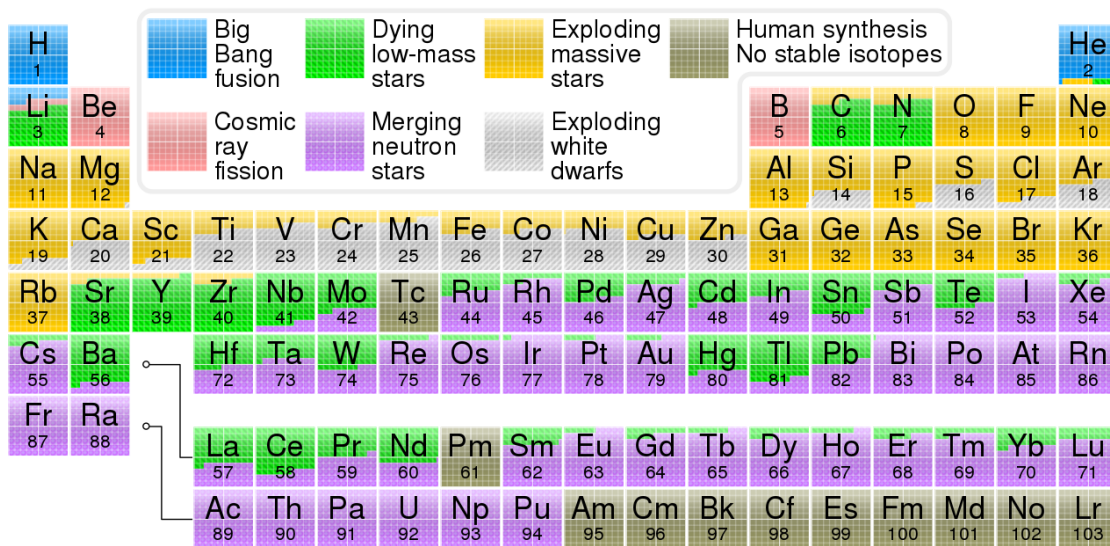 Big Bang fusion
Dying low-mass stars
Exploding massive stars
Human synthesis No stable isotopes
Cosmic ray fission
Merging neutron stars
Exploding white dwarfs
H He
1 2
Li Be B C N O F Ne
3 4 5 6 7 8 9 10
Na Mg Al Si P S Cl Ar
11 12 13 14 15 16 17 18
K Ca Sc Ti V Cr Mn Fe Co Ni Cu Zn Ga Ge As Se Br Kr
19 20 21 22 23 24 25 26 27 28 29 30 31 32 33 34 35 36
Rb Sr Y Zr Nb Mo Tc Ru Rh Pd Ag Cd In Sn Sb Te I Xe
37 38 39 40 41 42 43 44 45 46 47 48 49 50 51 52 53 54
Cs Ba Hf Ta W Re Os Ir Pt Au Hg Tl Pb Bi Po At Rn
55 56 72 73 74 75 76 77 78 79 80 81 82 83 84 85 86
Fr Ra
87 88
La Ce Pr Nd Pm Sm Eu Gd Tb Dy Ho Er Tm Yb Lu
57 58 59 60 61 62 63 64 65 66 67 68 69 70 71
Ac Th Pa U Np Pu Am Cm Bk Cf Es Fm Md No Lr
89 90 91 92 93 94 95 96 97 98 99 100 101 102 103